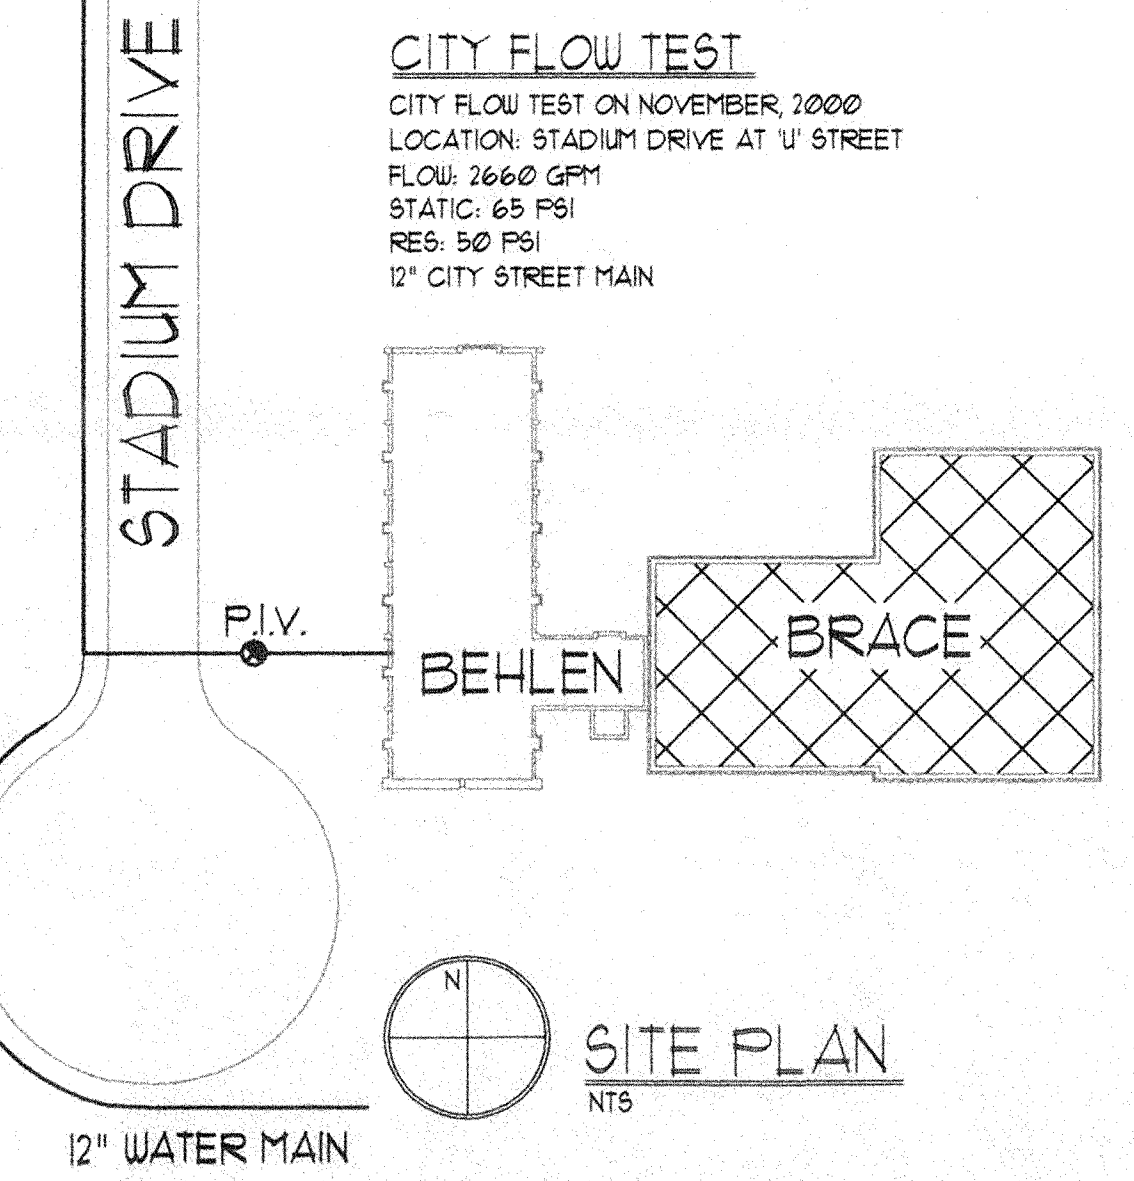 STADIUM DRIVE
CITY FLOW TEST
CITY FLOW TEST ON NOVEMBER, 2000
LOCATION: STADIUM DRIVE AT 'U' STREET
FLOW: 2660 GPM
STATIC: 65 PSI
RES: 50 PSI
12" CITY STREET MAIN
P.I.V.
BEHLEN
BRACE
N
SITE PLAN
NTS
12" WATER MAIN